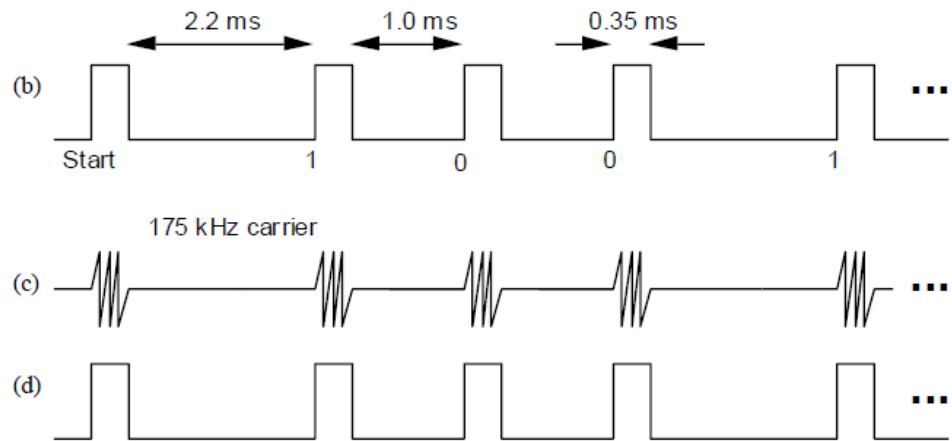 2.2 ms 1.0 ms 0.35 ms
(b) ...
Start 1 0 0 1
175 kHz carrier
(c) ...
(d) ...